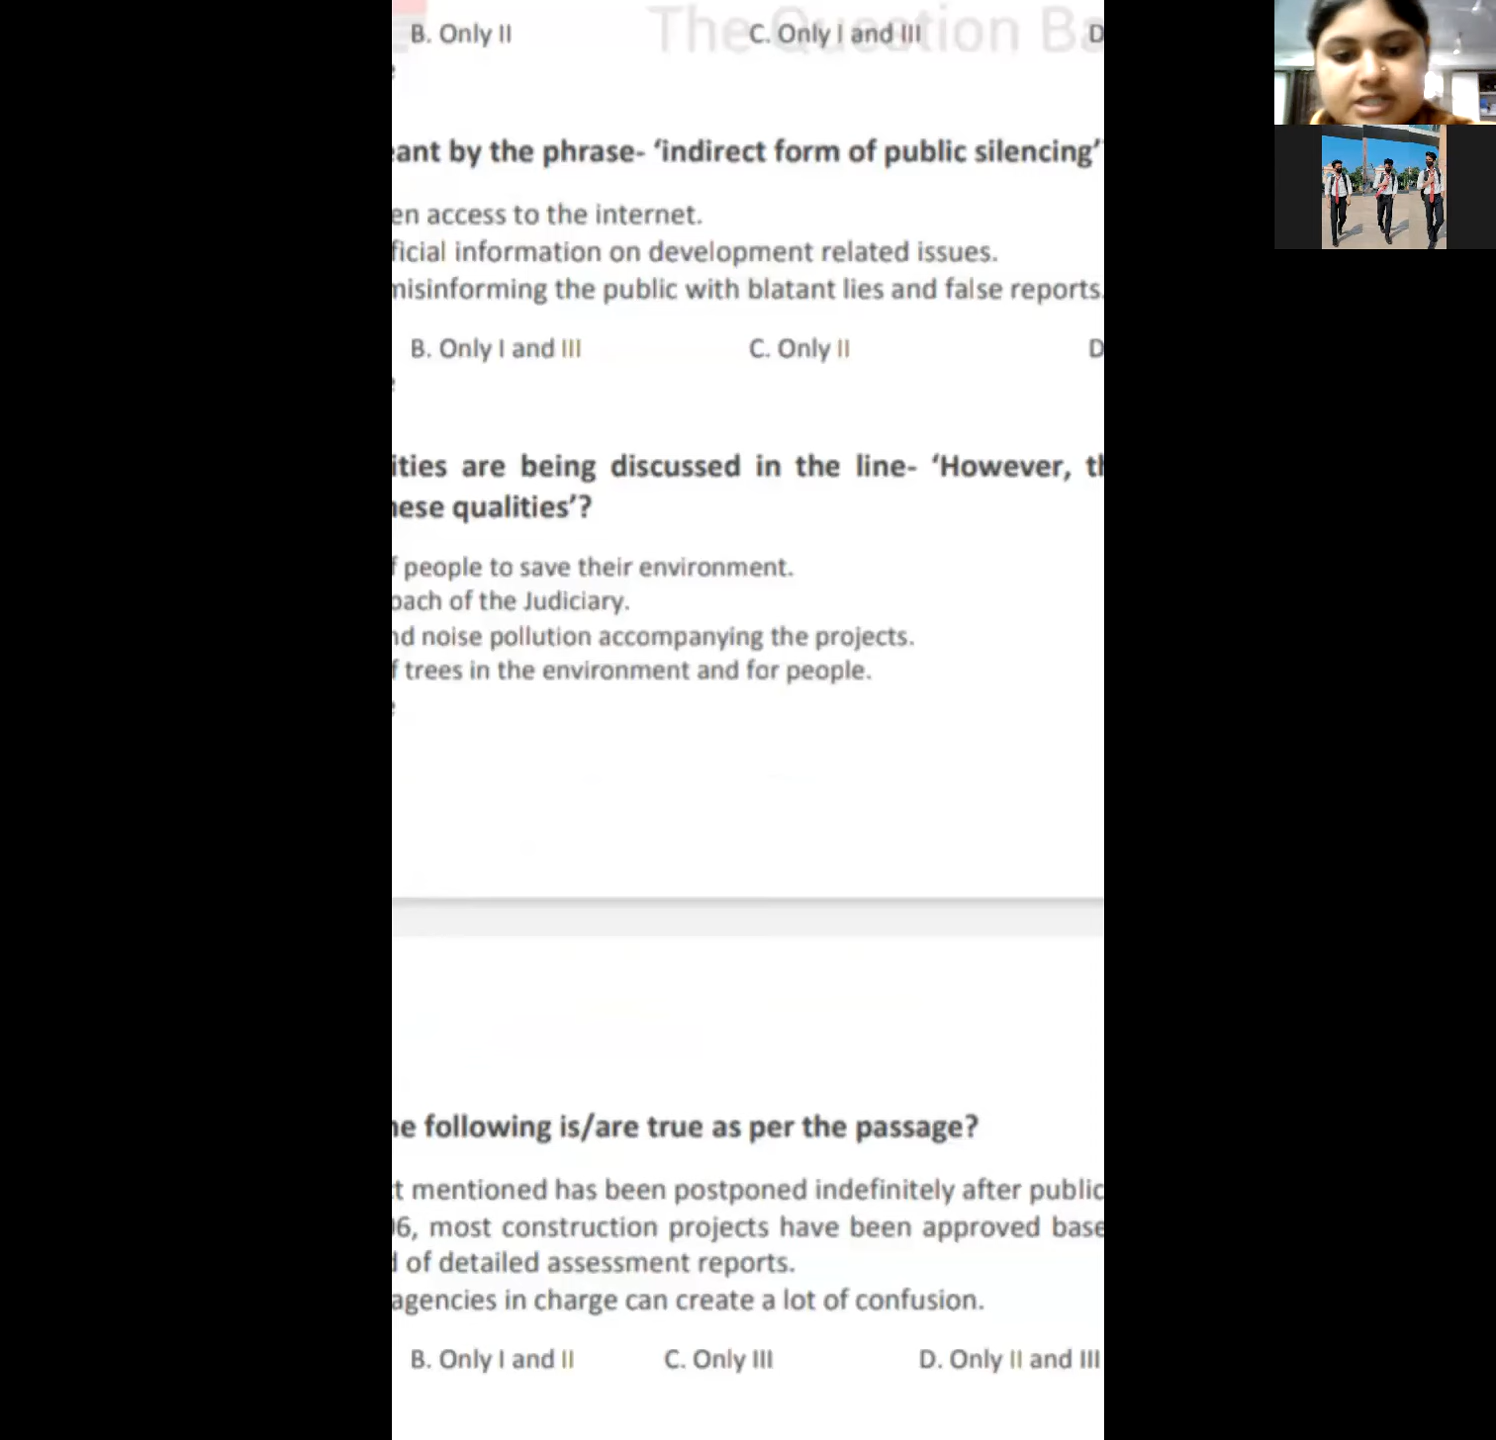 The Question Ba
B. Only II C. Only I and III D
ant by the phrase- ‘indirect form of public silencing’
en access to the internet.
ficial information on development related issues.
misinforming the public with blatant lies and false reports.
B. Only I and III C. Only II D
ities are being discussed in the line- ‘However, th
ese qualities’?
f people to save their environment.
oach of the Judiciary.
nd noise pollution accompanying the projects.
f trees in the environment and for people.
he following is/are true as per the passage?
t mentioned has been postponed indefinitely after public
06, most construction projects have been approved base
d of detailed assessment reports.
agencies in charge can create a lot of confusion.
B. Only I and II C. Only III D. Only II and III